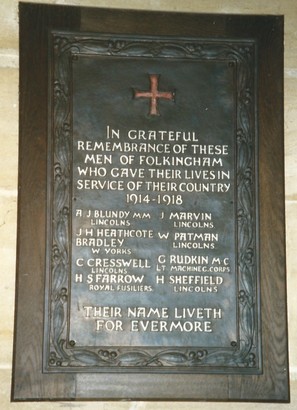 IN GRATEFUL
REMEMBRANCE OF THESE
MEN OF FOLKINGHAM
WHO GAVE THEIR LIVES IN
SERVICE OF THEIR COUNTRY
1914-1918
A J BLUNDY MM
LINCOLNS
J H HEATHCOTE
BRADLEY
W YORKS
C CRESSWELL
LINCOLNS
H S FARROW
ROYAL FUSILIERS
J MARVIN
LINCOLNS
W PATMAN
LINCOLNS
G RUDKIN M C
LT MACHINE G. CORPS
H SHEFFIELD
LINCOLNS
THEIR NAME LIVETH
FOR EVERMORE